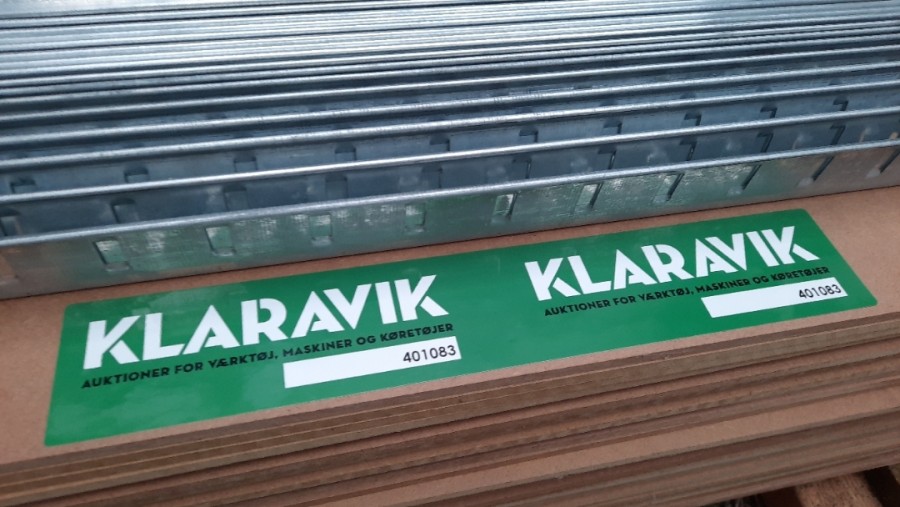 KLARAVIK
AUKTIONER FOR VÆRKTØJ, MASKINER OG KØRETØJER
401083
KLARAVIK
AUKTIONER FOR VÆRKTØJ, MASKINER OG KØRETØJER
401083